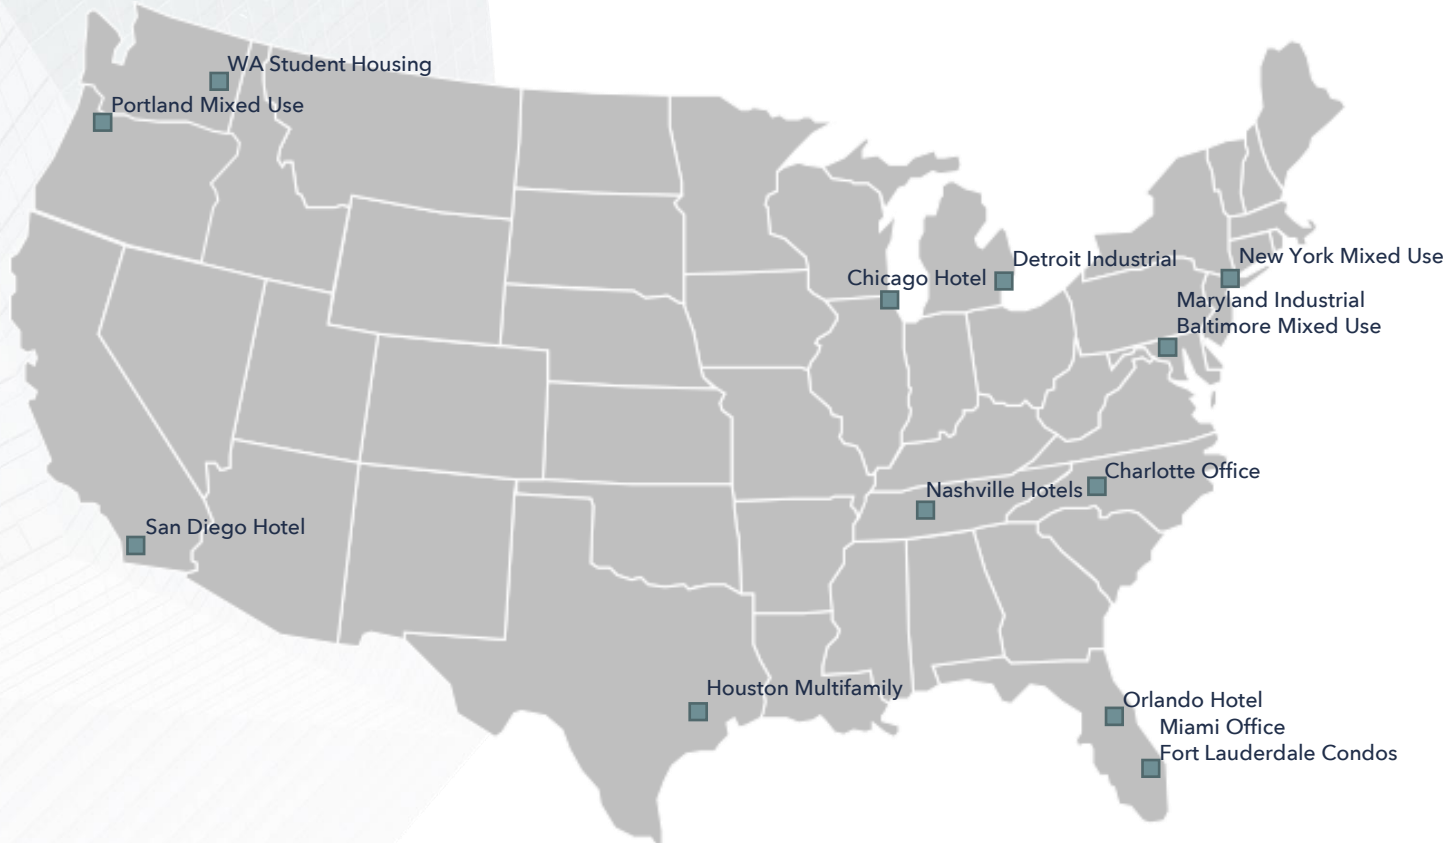 WA Student Housing
Portland Mixed Use
New York Mixed Use
Detroit Industrial
Chicago Hotel
Maryland Industrial
Baltimore Mixed Use
Charlotte Office
Nashville Hotels
San Diego Hotel
Houston Multifamily
Orlando Hotel
Miami Office
Fort Lauderdale Condos